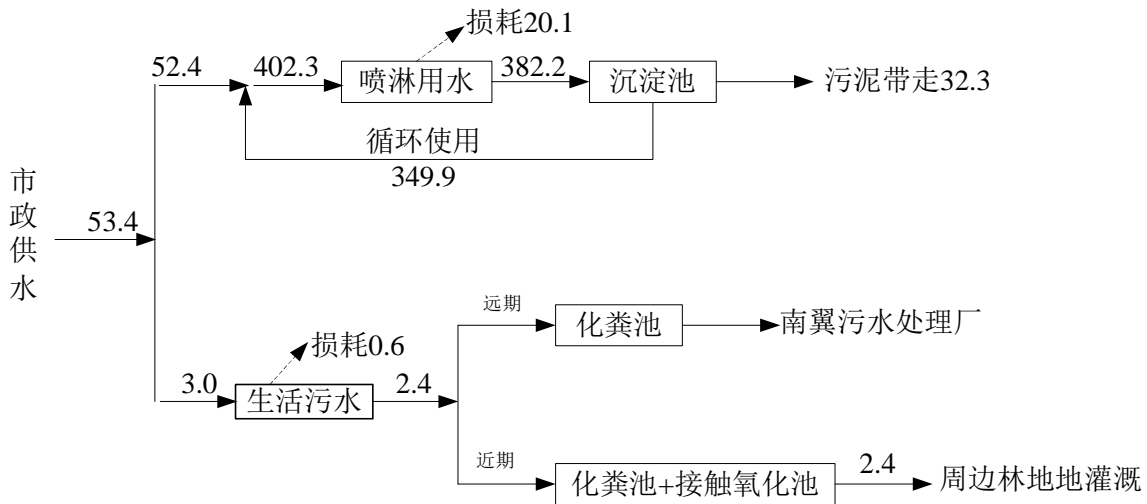 损耗20.1
52.4
402.3
喷淋用水
382.2
沉淀池
污泥带走32.3
循环使用
349.9
市政供水
53.4
远期
化粪池
南翼污水处理厂
损耗0.6
3.0
生活污水
2.4
近期
化粪池+接触氧化池
2.4
周边林地地灌溉